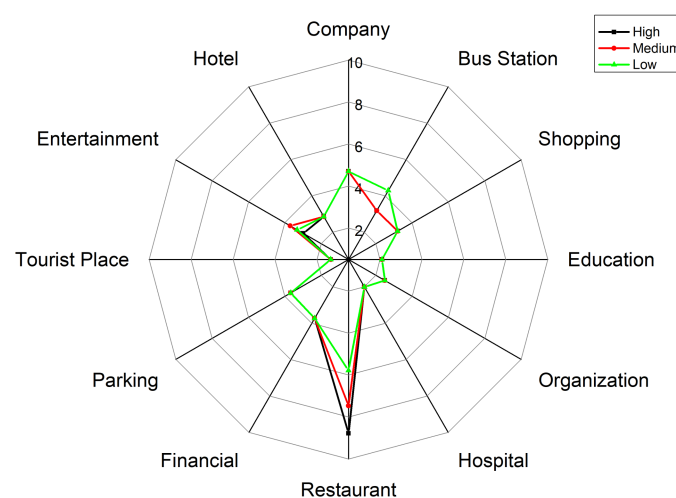 Company
High
Medium
Low
Hotel
Bus Station
10
8
6
4
2
Entertainment
Shopping
Tourist Place
Education
Parking
Organization
Financial
Hospital
Restaurant